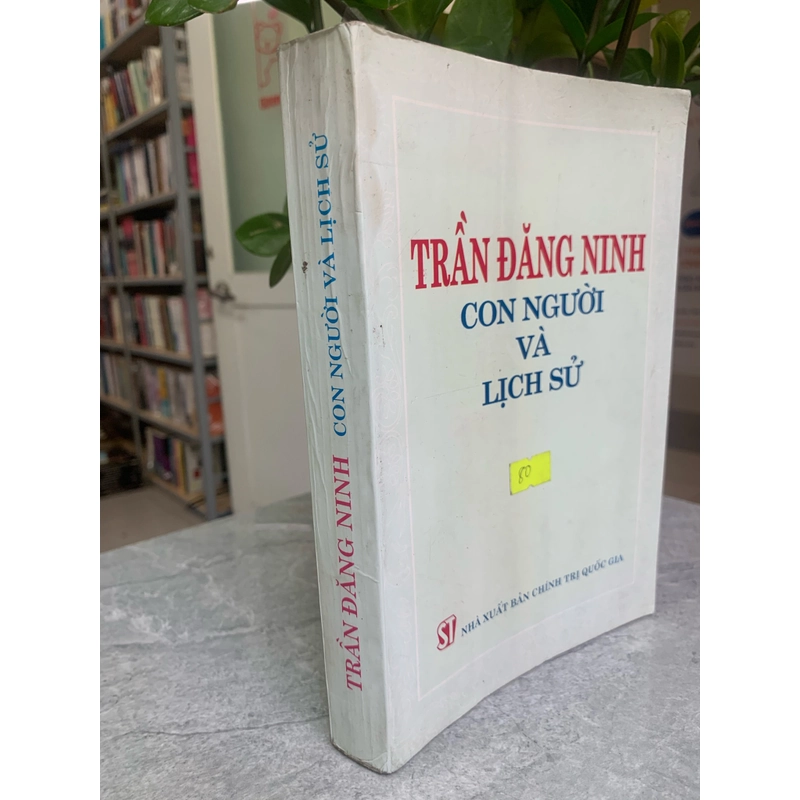 TRẦN ĐĂNG NINH
CON NGƯỜI
VÀ
LỊCH SỬ
80
ST NHÀ XUẤT BẢN CHÍNH TRỊ QUỐC GIA
TRẦN ĐĂNG NINH CON NGƯỜI VÀ LỊCH SỬ